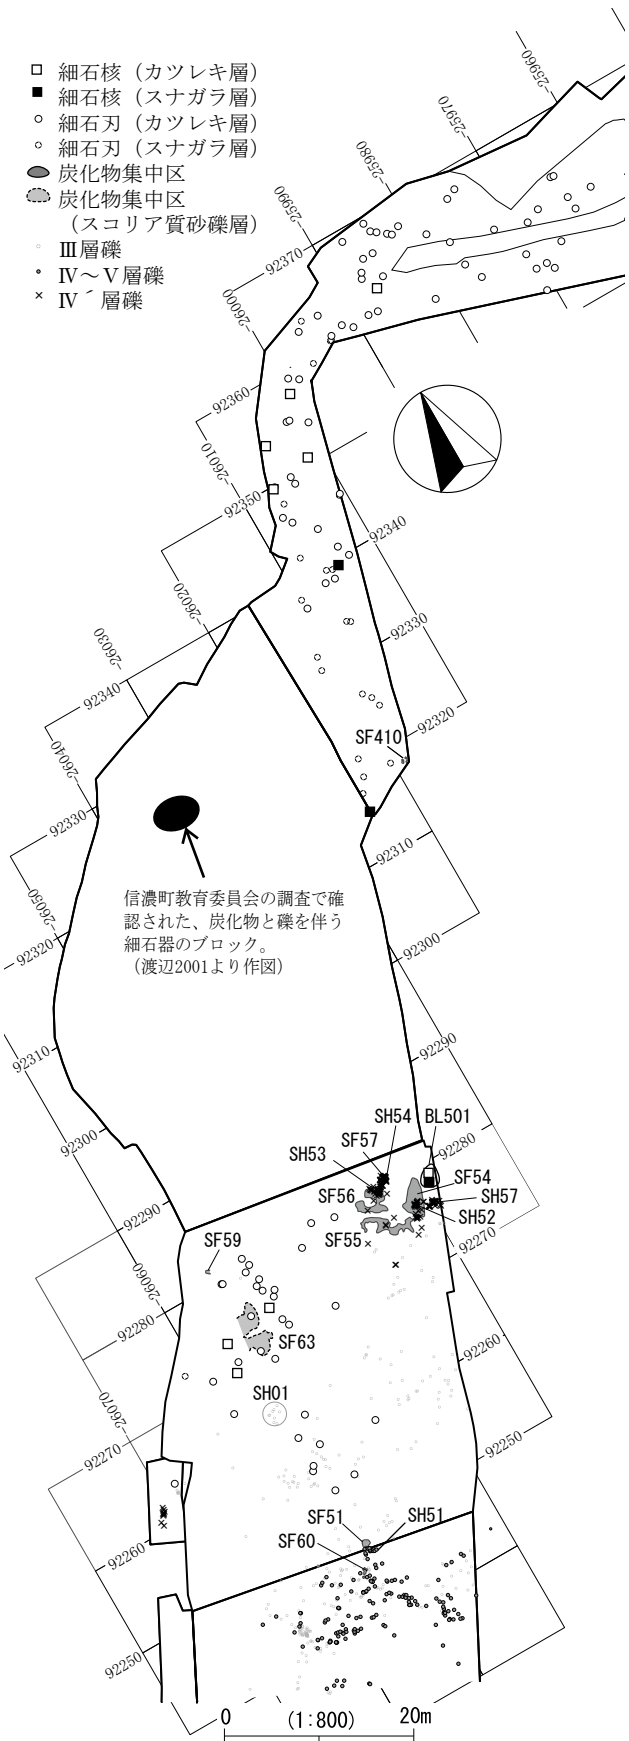 細石核（カツレキ層）
細石核（スナガラ層）
細石刃（カツレキ層）
細石刃（スナガラ層）
炭化物集中区
炭化物集中区
（スコリア質砂礫層）
Ⅲ層礫
Ⅳ～Ⅴ層礫
Ⅳ´層礫
-25960
-25970
-25980
-25990
92370
-26000
92360
-26010
92350
92340
-26020
92330
-26030
92340
92320
SF410
-26040
92330
92310
信濃町教育委員会の調査で確
認された、炭化物と礫を伴う
細石器のブロック。
（渡辺2001より作図）
-26050
92320
92300
92310
92290
92300
SH54
BL501
SF57
SH53
92280
SF54
SF56
SH57
SH52
92290
SF55
92270
SF59
-26060
92280
SF63
92260
SH01
-26070
92270
92250
SF51
SH51
SF60
92260
92250
0
(1:800)
20m